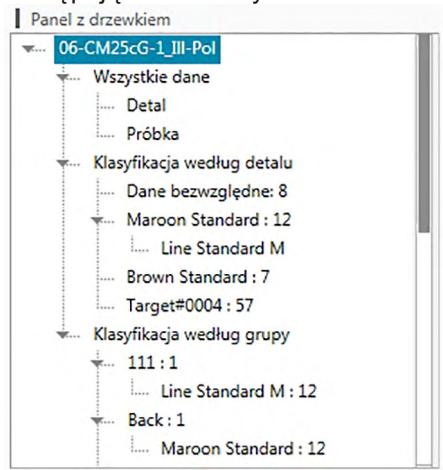 Panel z drzewkiem
06-CM25cG-1_III-Pol
Wszystkie dane
Detal
Próbka
Klasyfikacja według detalu
Dane bezwzględne: 8
Maroon Standard : 12
Line Standard M
Brown Standard : 7
Target#0004 : 57
Klasyfikacja według grupy
111 : 1
Line Standard M : 12
Back : 1
Maroon Standard : 12